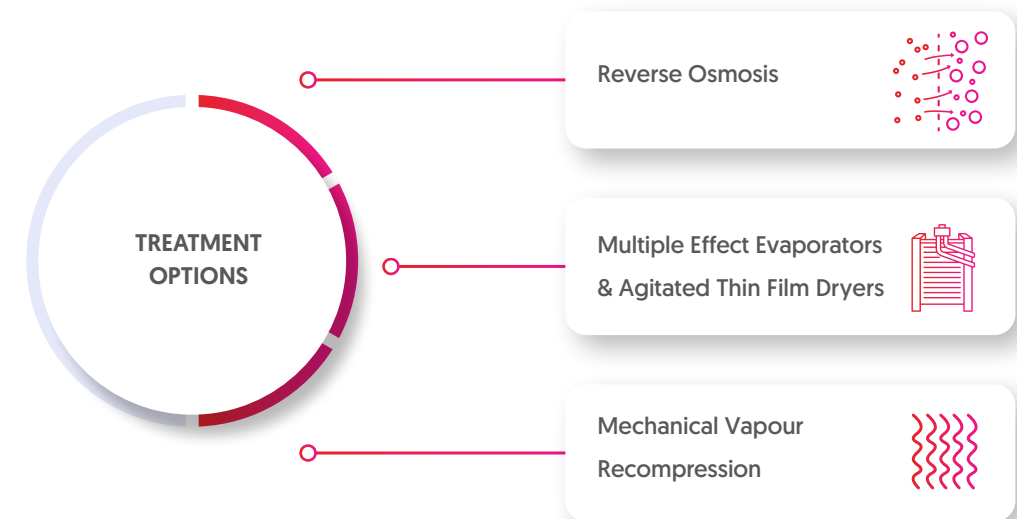 TREATMENT
OPTIONS
Reverse Osmosis
Multiple Effect Evaporators
& Agitated Thin Film Dryers
Mechanical Vapour
Recompression